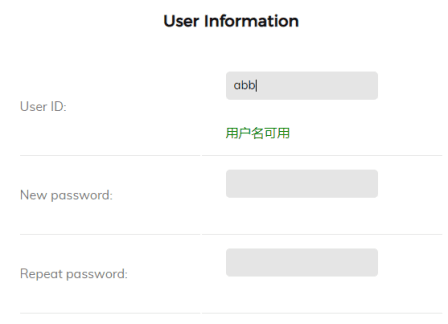 User Information
User ID:
abb
用户名可用
New password:
Repeat password: